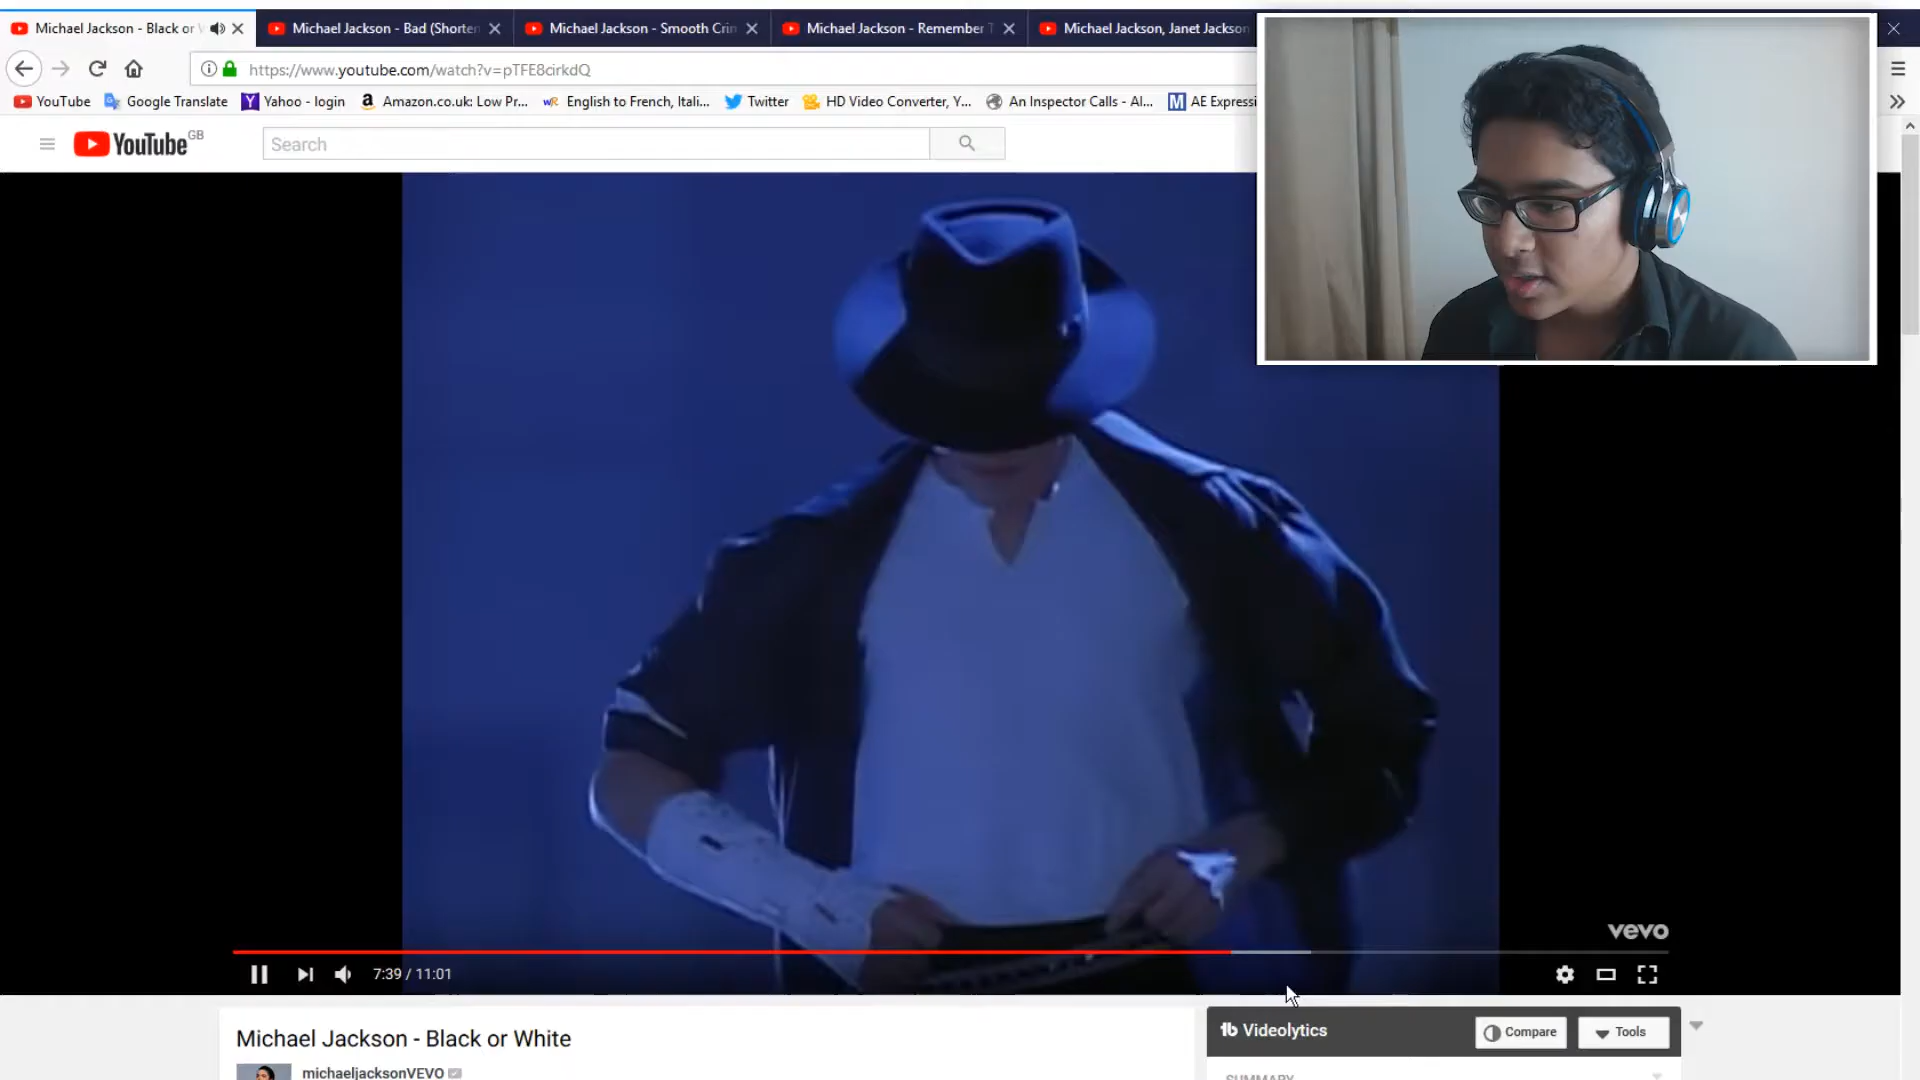 Michael Jackson - Black or
Michael Jackson - Bad (Shorten
Michael Jackson - Smooth Crim
Michael Jackson - Remember T
Michael Jackson, Janet Jackson
https://www.youtube.com/watch?v=pTFE8cirkdQ
YouTube
Google Translate
Yahoo - login
Amazon.co.uk: Low Pr...
English to French, Itali...
Twitter
HD Video Converter, Y...
An Inspector Calls - Al...
AE Expressi
YouTube GB
Search
vevo
7:39 / 11:01
tb Videolytics
Compare
Tools
Michael Jackson - Black or White
michaeljacksonVEVO
SUMMARY